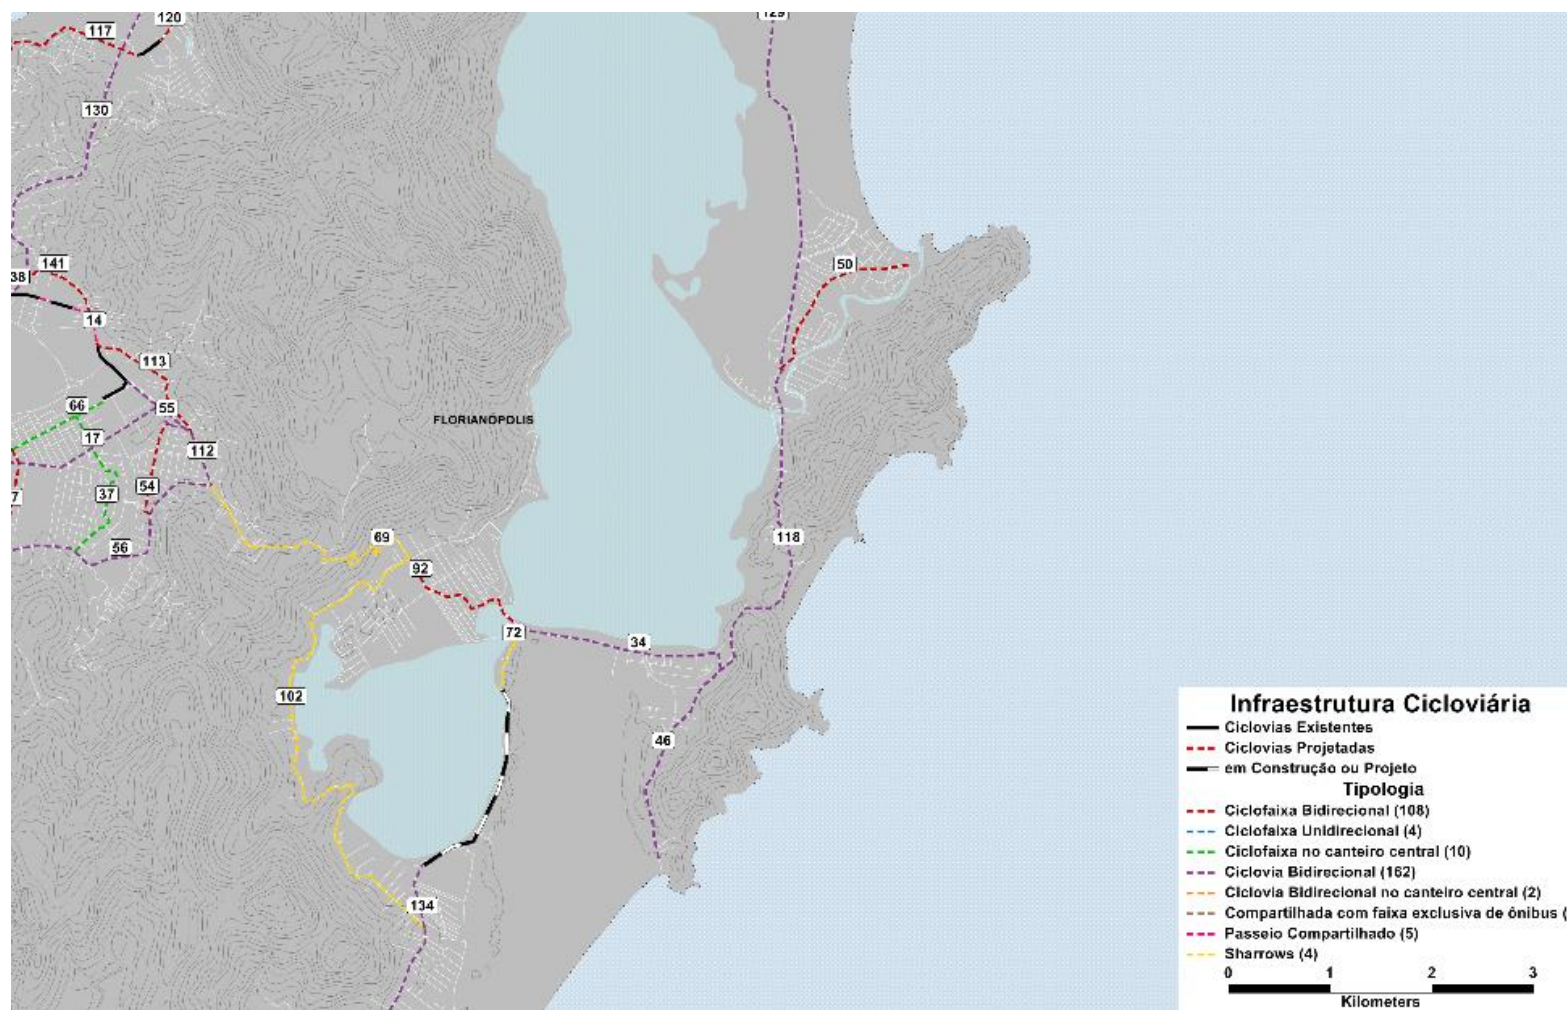 120
117
129
130
141
38
50
14
113
66
55
17
FLORIANÓPOLIS
112
54
7
37
69
118
56
92
72
34
102
46
134
Infraestrutura Cicloviária
Ciclovias Existentes
Ciclovias Projetadas
em Construção ou Projeto
Tipologia
Ciclofaixa Bidirecional (108)
Ciclofaixa Unidirecional (4)
Ciclofaixa no canteiro central (10)
Ciclovia Bidirecional (162)
Ciclovia Bidirecional no canteiro central (2)
Compartilhada com faixa exclusiva de ônibus (
Passeio Compartilhado (5)
Sharrows (4)
0 1 2 3
Kilometers